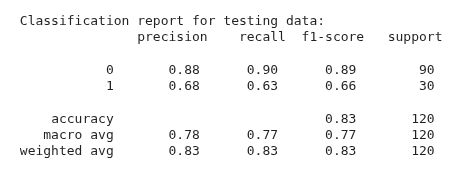 Classification report for testing data:
precision recall f1-score support
0 0.88 0.90 0.89 90
1 0.68 0.63 0.66 30
accuracy 0.83 120
macro avg 0.78 0.77 0.77 120
weighted avg 0.83 0.83 0.83 120